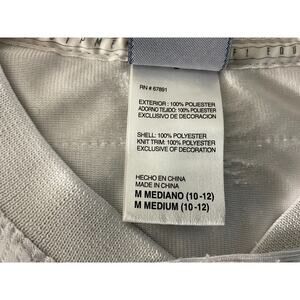 RN # 67891
EXTERIOR : 100% POLIESTER
ADORNO TEJIDO: 100% POLIESTER
EXCLUSIVO DE DECORACION
SHELL: 100% POLYESTER
KNIT TRIM: 100% POLYESTER
EXCLUSIVE OF DECORATION
HECHO EN CHINA
MADE IN CHINA
M MEDIANO (10-12)
M MEDIUM (10-12)